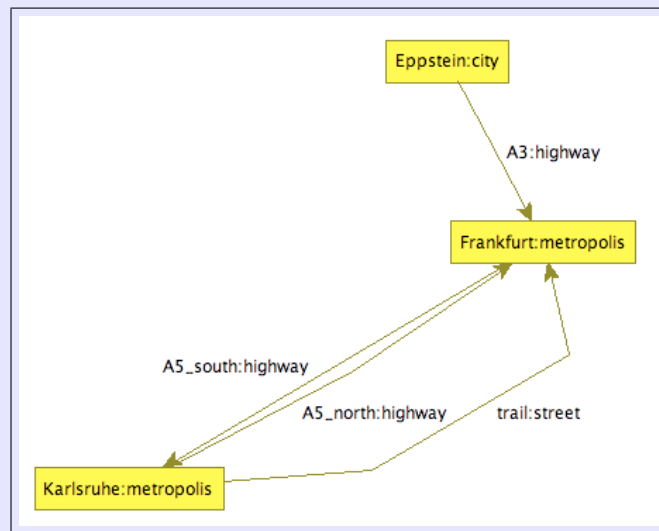 Eppstein:city
A3:highway
Frankfurt:metropolis
A5_south:highway
A5_north:highway
trail:street
Karlsruhe:metropolis